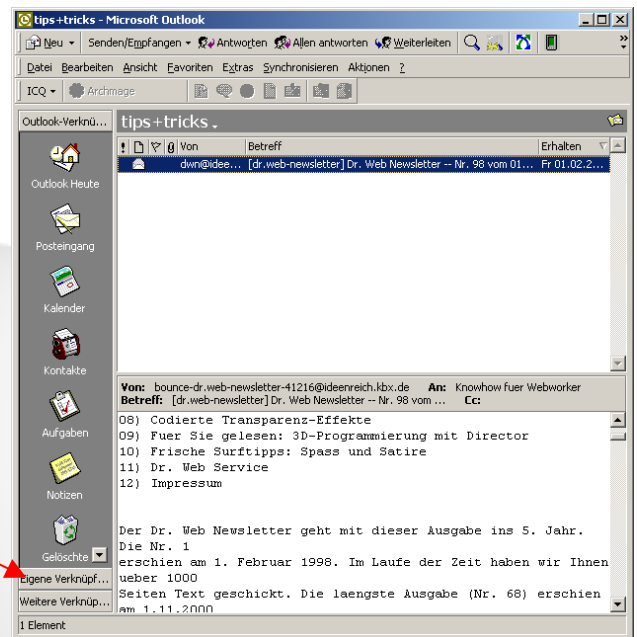 tips+tricks - Microsoft Outlook
Neu Senden/Empfangen Antworten Allen antworten Weiterleiten
Datei Bearbeiten Ansicht Favoriten Extras Synchronisieren Aktionen ?
ICQ Archmage
Outlook-Verknü...
tips+tricks.
Von Betreff Erhalten
dwn@idee... [dr.web-newsletter] Dr. Web Newsletter -- Nr. 98 vom 01... Fr 01.02.2...
Outlook Heute
Posteingang
Kalender
Kontakte
Aufgaben
Notizen
Gelöschte
Eigene Verknüpf...
Weitere Verknüp...
Von: bounce-dr.web-newsletter-41216@ideenreich.kbx.de An: Knowhow fuer Webworker
Betreff: [dr.web-newsletter] Dr. Web Newsletter -- Nr. 98 vom ... Cc:
08) Codierte Transparenz-Effekte
09) Fuer Sie gelesen: 3D-Programmierung mit Director
10) Frische Surftipps: Spass und Satire
11) Dr. Web Service
12) Impressum
Der Dr. Web Newsletter geht mit dieser Ausgabe ins 5. Jahr.
Die Nr. 1
erschien am 1. Februar 1998. Im Laufe der Zeit haben wir Ihnen
ueber 1000
Seiten Text geschickt. Die laengste Ausgabe (Nr. 68) erschien
am 1.11.2000
1 Element